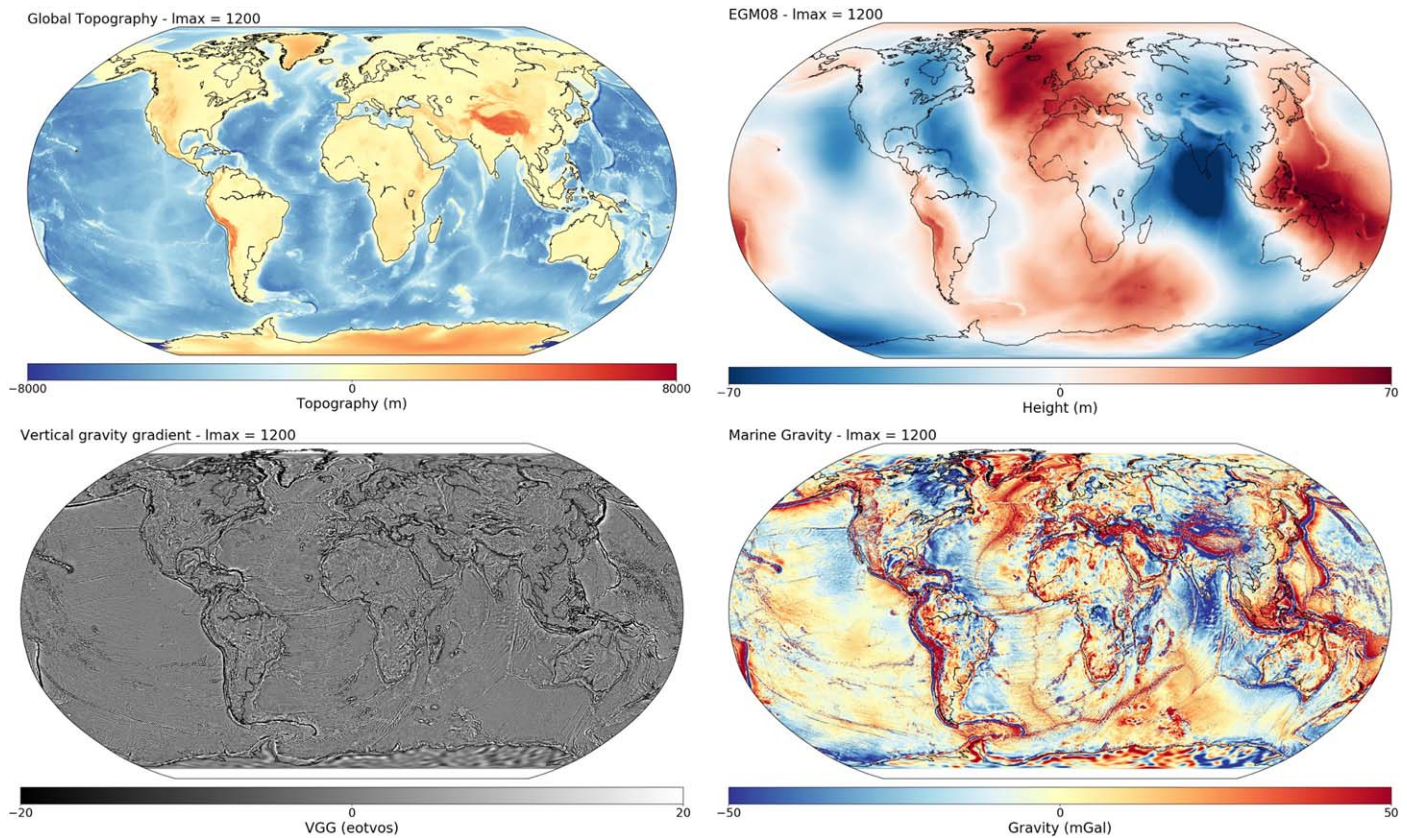 Global Topography - lmax = 1200
−8000 0 8000
Topography (m)
EGM08 - lmax = 1200
−70 0 70
Height (m)
Vertical gravity gradient - lmax = 1200
−20 0 20
VGG (eotvos)
Marine Gravity - lmax = 1200
−50 0 50
Gravity (mGal)